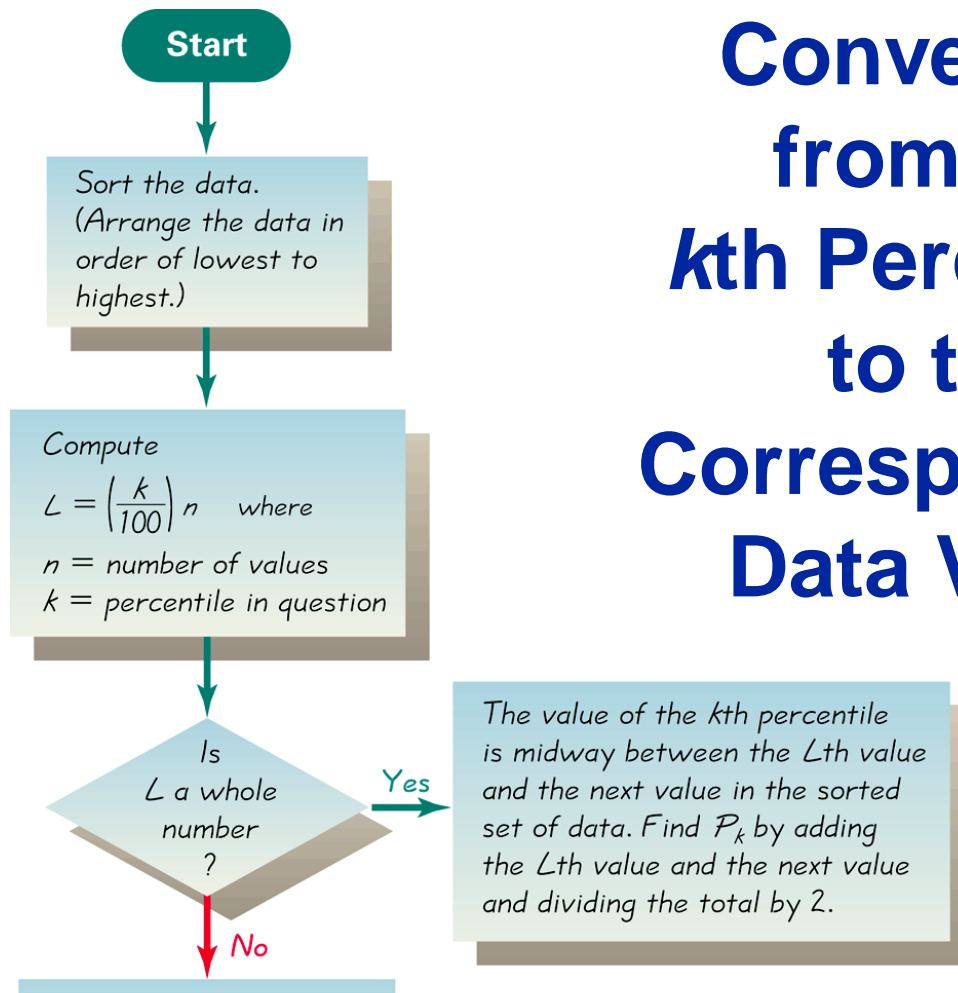 Start
Conve
from
kth Perc
to t
Corresp
Data V
Sort the data.
(Arrange the data in
order of lowest to
highest.)
Compute
L = (k/100) n where
n = number of values
k = percentile in question
Is
L a whole
number
?
Yes
The value of the kth percentile
is midway between the Lth value
and the next value in the sorted
set of data. Find Pₖ by adding
the Lth value and the next value
and dividing the total by 2.
No